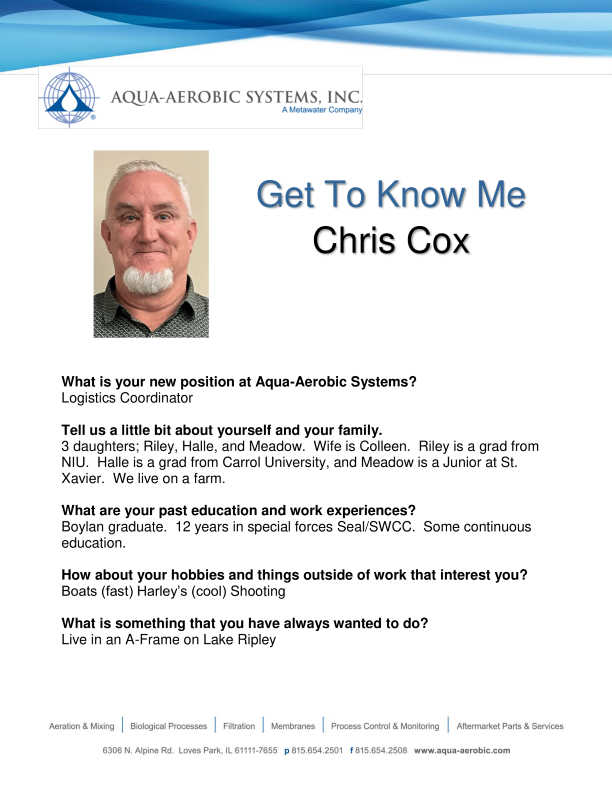 AQUA-AEROBIC SYSTEMS, INC.
A Metawater Company
®
Get To Know Me
Chris Cox
What is your new position at Aqua-Aerobic Systems?
Logistics Coordinator
Tell us a little bit about yourself and your family.
3 daughters; Riley, Halle, and Meadow.  Wife is Colleen.  Riley is a grad from
NIU.  Halle is a grad from Carrol University, and Meadow is a Junior at St.
Xavier.  We live on a farm.
What are your past education and work experiences?
Boylan graduate.  12 years in special forces Seal/SWCC.  Some continuous
education.
How about your hobbies and things outside of work that interest you?
Boats (fast) Harley's (cool) Shooting
What is something that you have always wanted to do?
Live in an A-Frame on Lake Ripley
Aeration & Mixing | Biological Processes | Filtration | Membranes | Process Control & Monitoring | Aftermarket Parts & Services
6306 N. Alpine Rd.  Loves Park, IL 61111-7655  p 815.654.2501  f 815.654.2508  www.aqua-aerobic.com